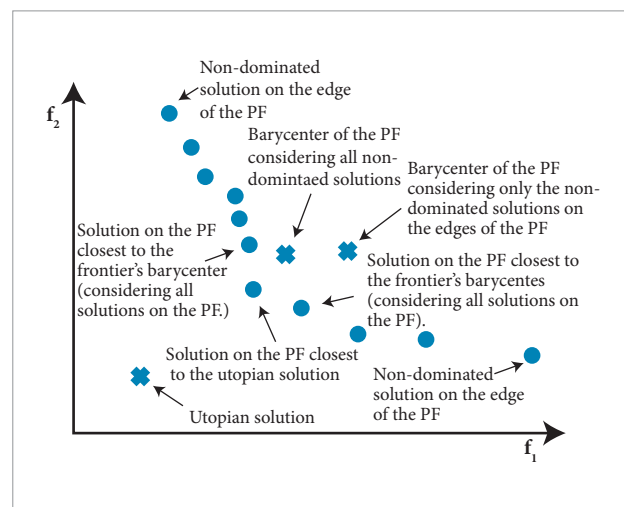 Non-dominated
solution on the edge
of the PF
f2
Barycenter of the PF
considering all non-
domintaed solutions
Barycenter of the PF
considering only the non-
dominated solutions on
the edges of the PF
Solution on the PF
closest to the
frontier's barycenter
(considering all
solutions on the PF.)
Solution on the PF closest to
the frontier's barycentes
(considering all solutions on
the PF).
Solution on the PF closest
to the utopian solution
Non-dominated
solution on the edge
of the PF
Utopian solution
f1